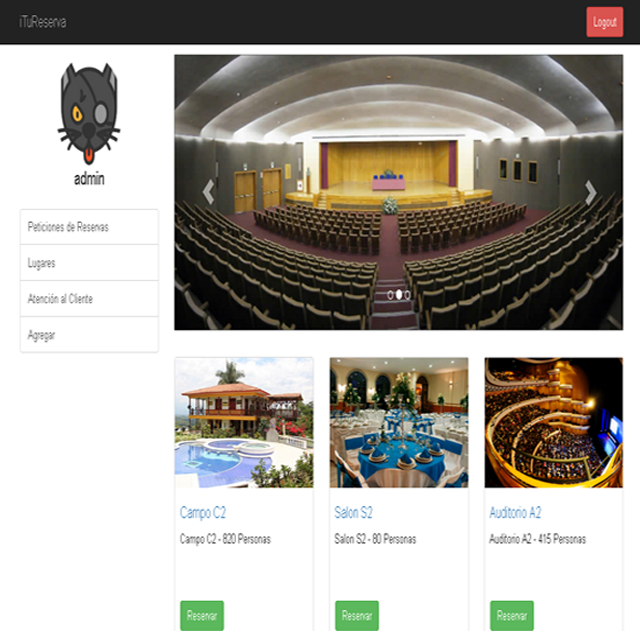 iTuReserva
Logout
admin
Peticiones de Reservas
Lugares
Atención al Cliente
Agregar
Campo C2
Campo C2 - 820 Personas
Reservar
Salon S2
Salon S2 - 80 Personas
Reservar
Auditorio A2
Auditorio A2 - 415 Personas
Reservar